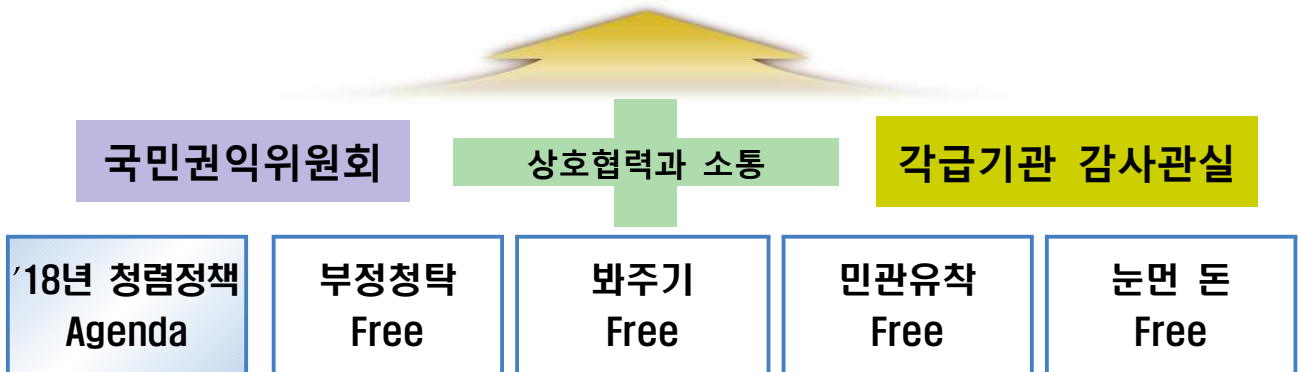 국민권익위원회
상호협력과 소통
각급기관 감사관실
′18년 청렴정책
Agenda
부정청탁
Free
봐주기
Free
민관유착
Free
눈먼 돈
Free